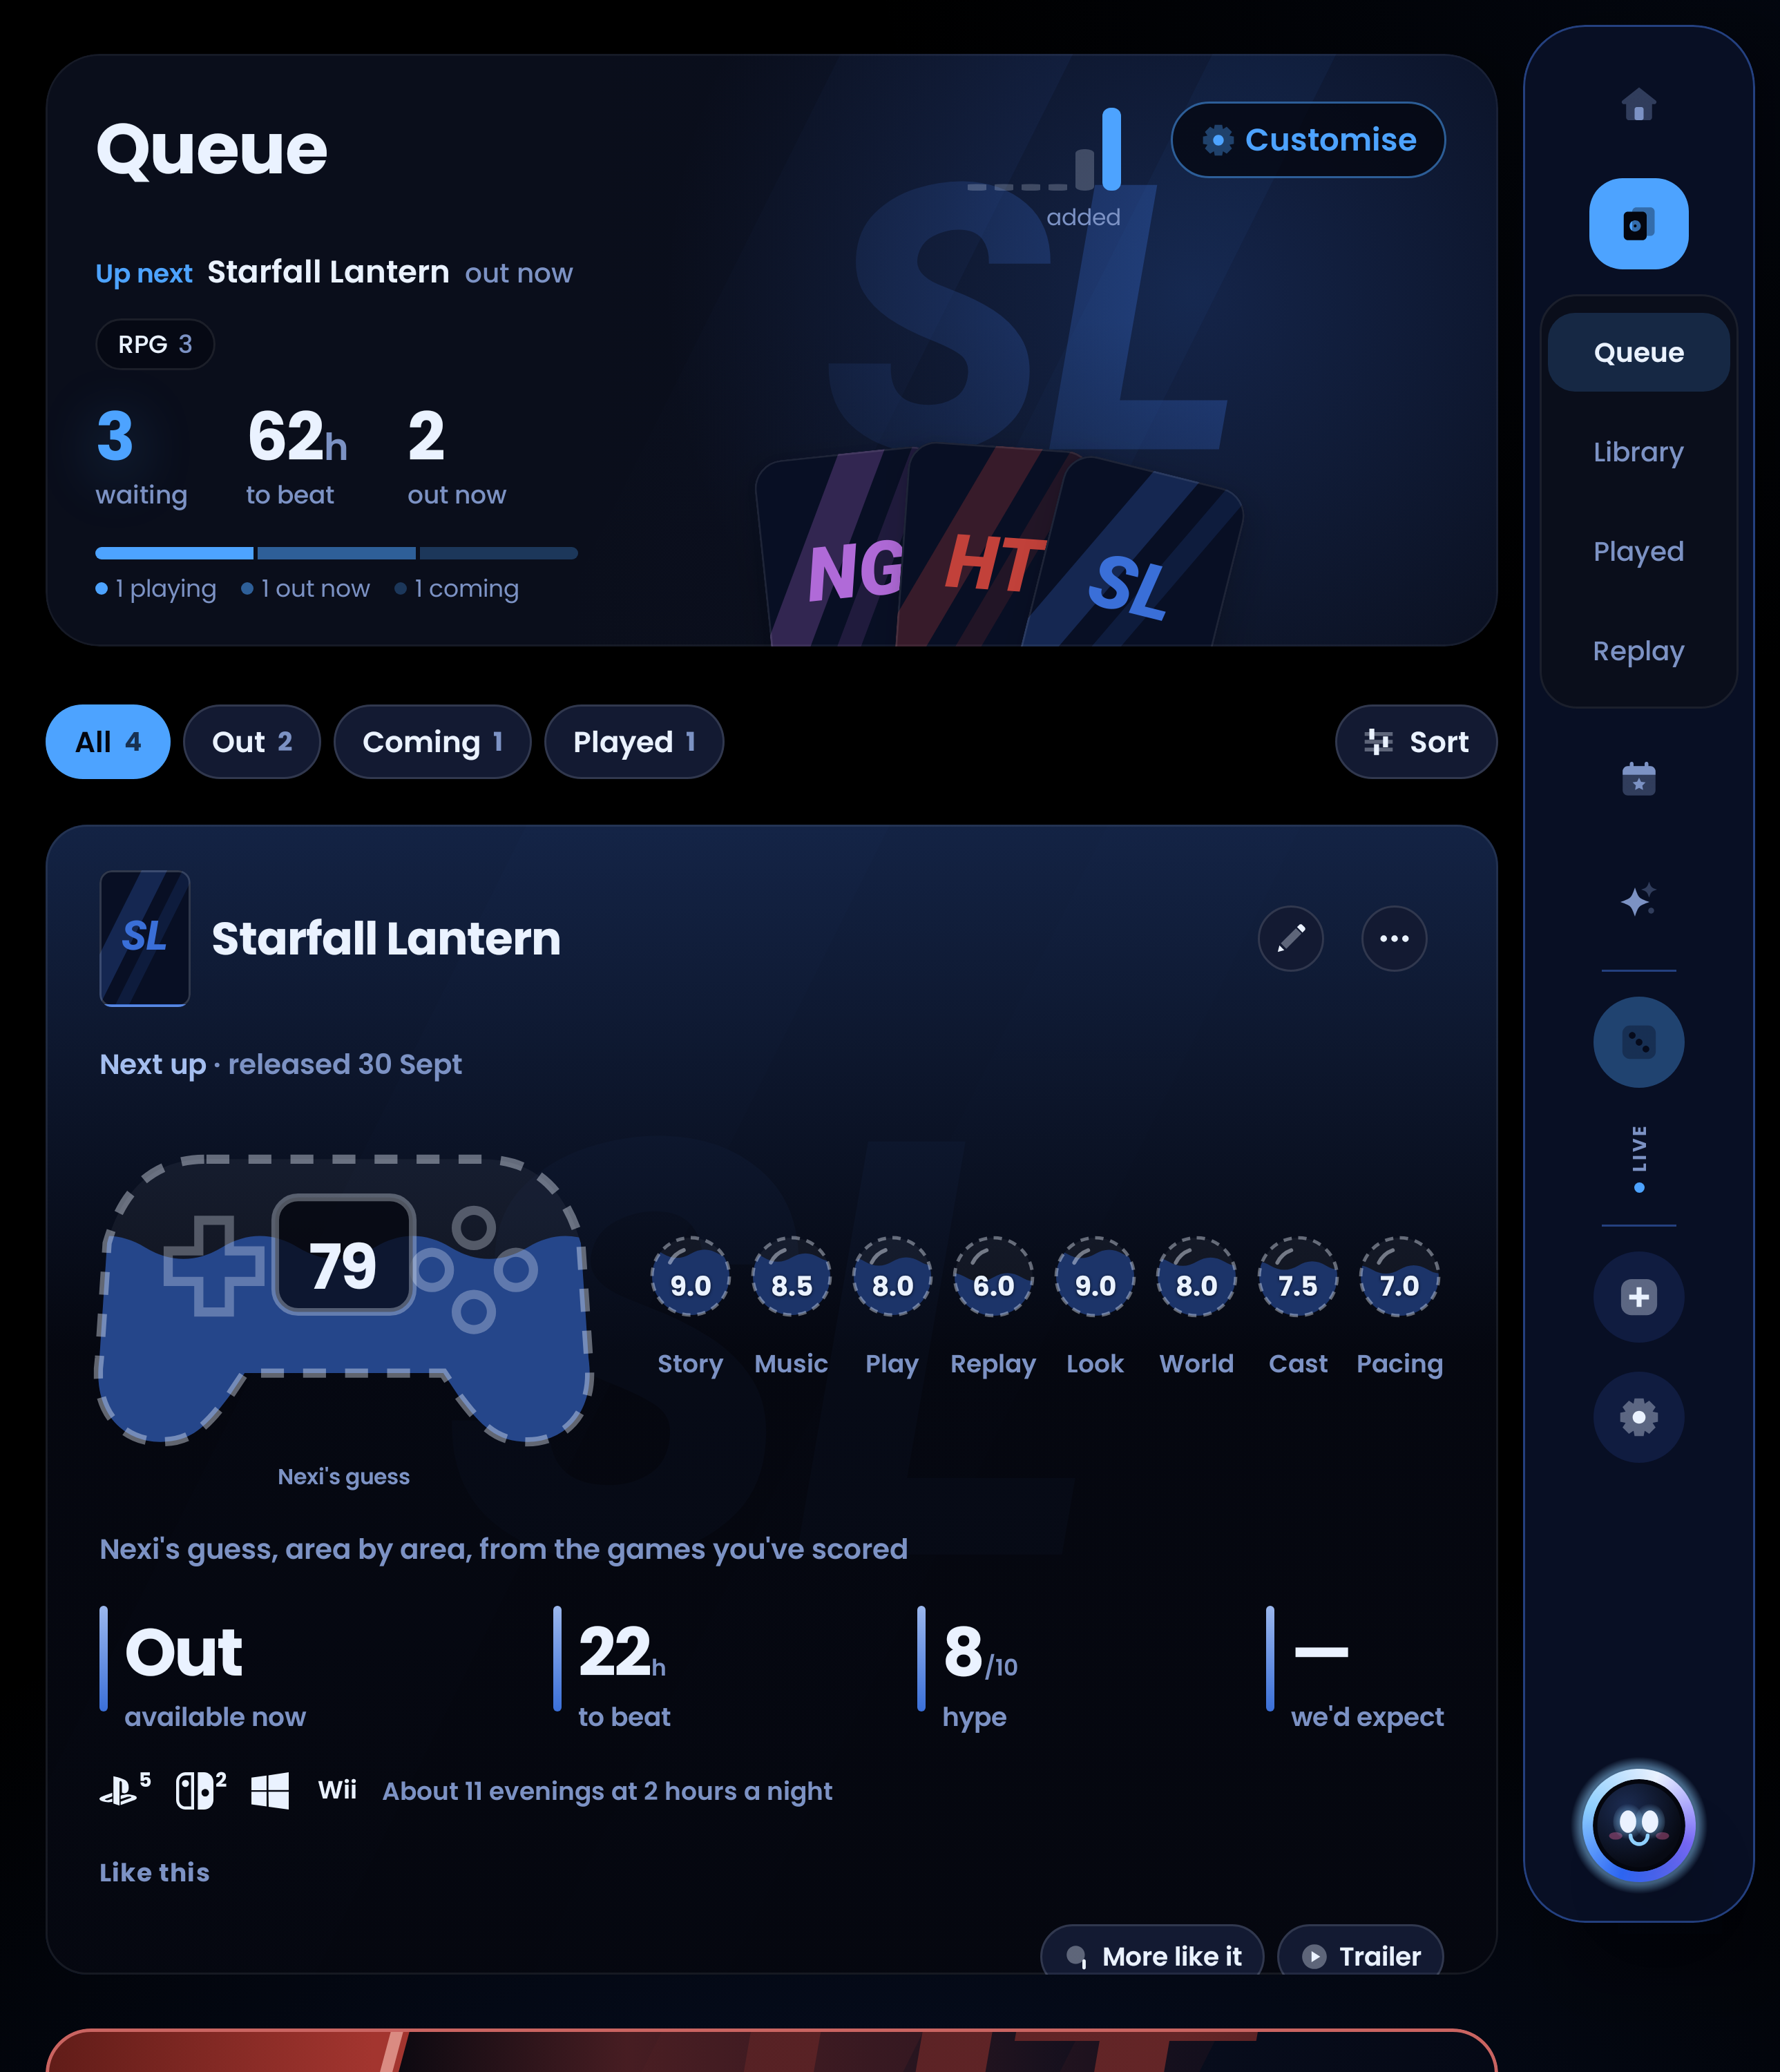 Queue
Customise
added
SL
Up next Starfall Lantern out now
RPG 3
3 62h 2
waiting to beat out now
1 playing 1 out now 1 coming
NG HT SL
Queue
Library
Played
Replay
All 4 Out 2 Coming 1 Played 1 Sort
SL Starfall Lantern
Next up · released 30 Sept
LIVE
SL
79
9.0 8.5 8.0 6.0 9.0 8.0 7.5 7.0
Story Music Play Replay Look World Cast Pacing
Nexi's guess
Nexi's guess, area by area, from the games you've scored
Out 22h 8/10 —
available now to beat hype we'd expect
5 2 Wii About 11 evenings at 2 hours a night
Like this
More like it Trailer